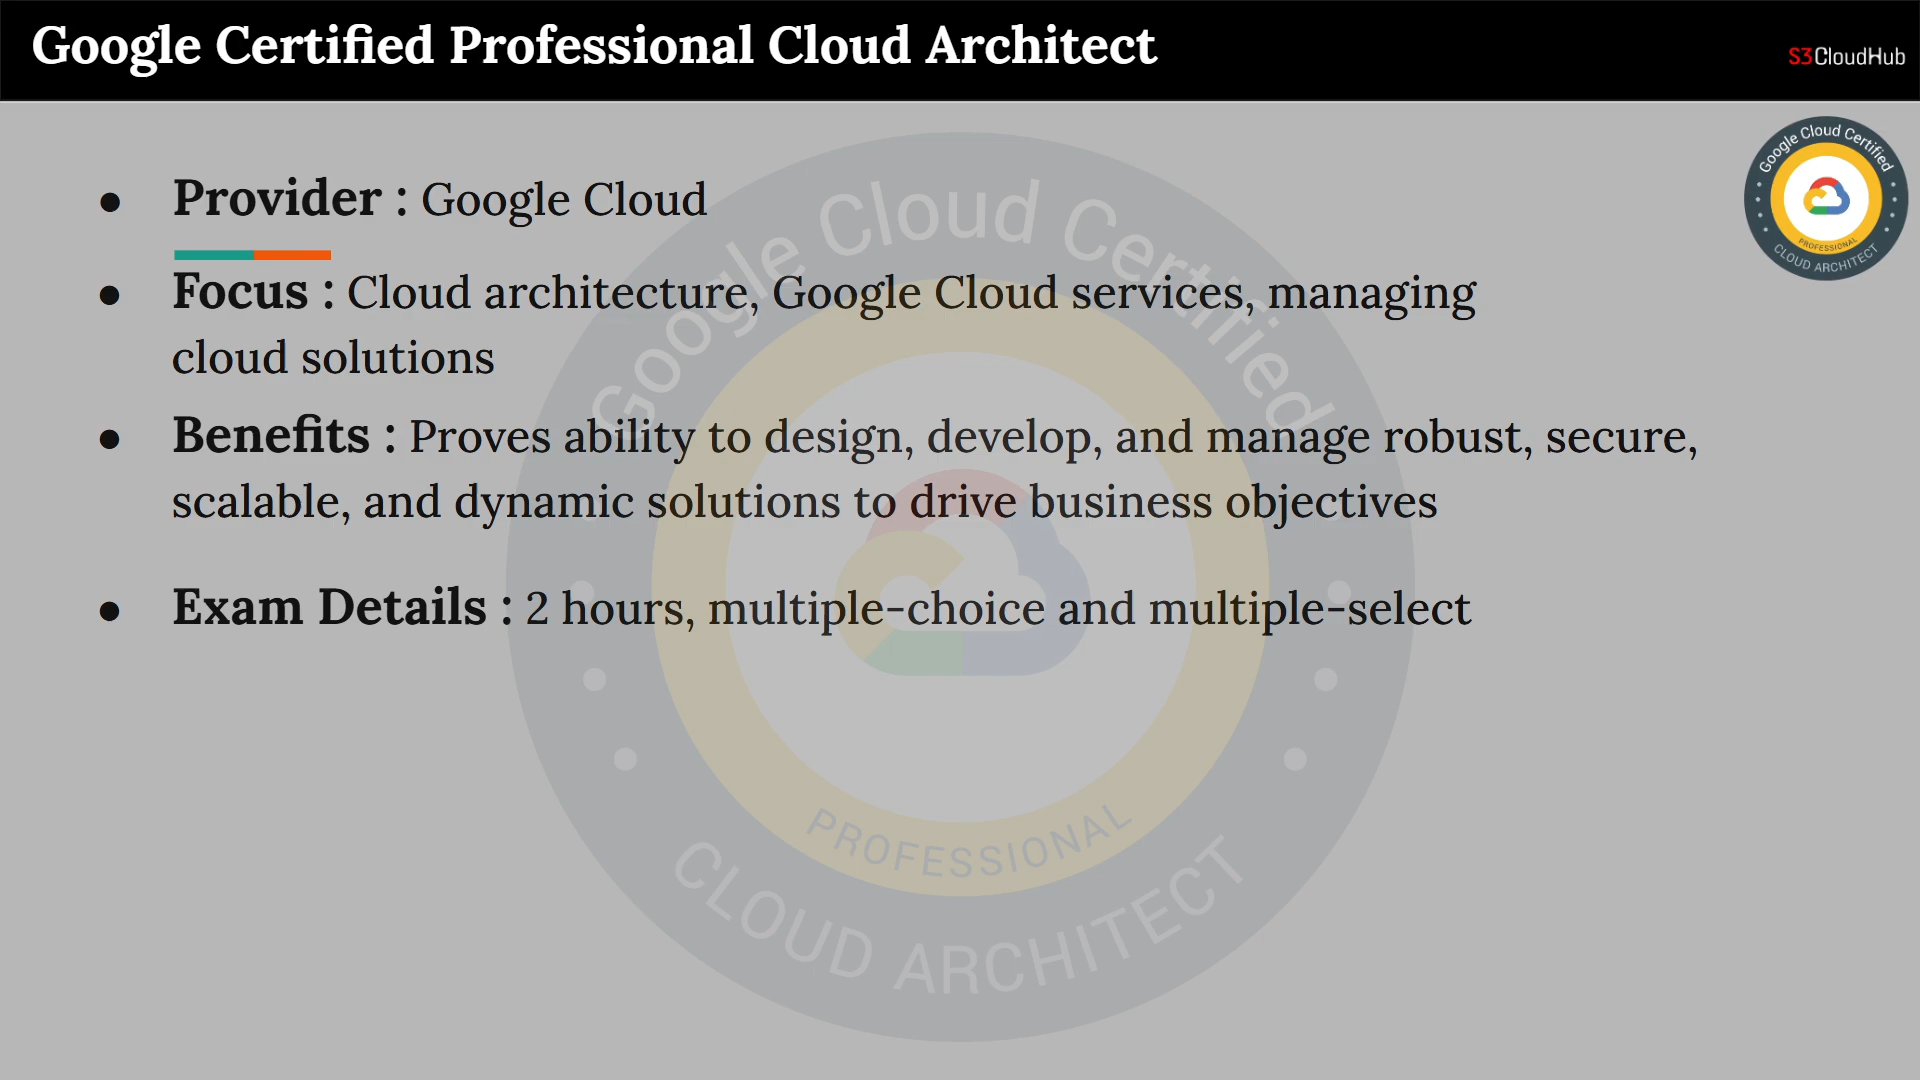 Google Certified Professional Cloud Architect
S3CloudHub
Google Cloud Certified
PROFESSIONAL
CLOUD ARCHITECT
● Provider : Google Cloud
● Focus : Cloud architecture, Google Cloud services, managing
cloud solutions
● Benefits : Proves ability to design, develop, and manage robust, secure,
scalable, and dynamic solutions to drive business objectives
● Exam Details : 2 hours, multiple-choice and multiple-select
Google Cloud Certified
PROFESSIONAL
CLOUD ARCHITECT